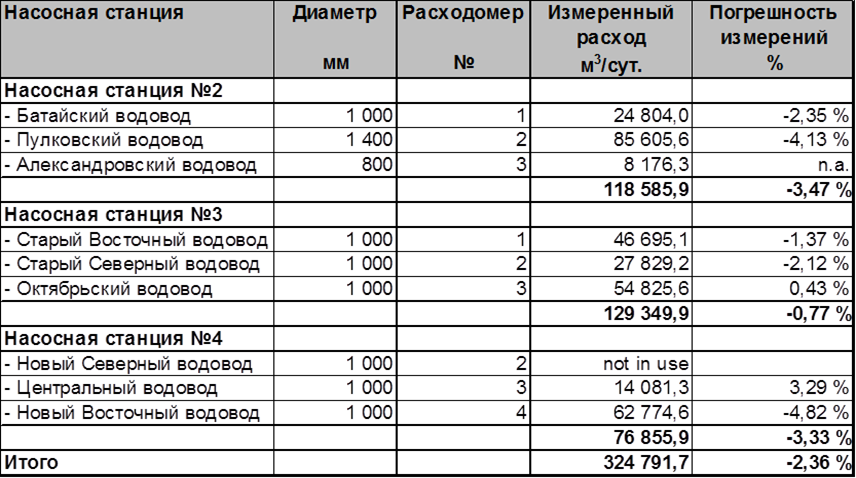 Насосная станция Диаметр мм Расходомер № Измеренный расход м³/сут. Погрешность измерений %
Насосная станция №2
- Батайский водовод 1 000 1 24 804,0 -2,35 %
- Пулковский водовод 1 400 2 85 605,6 -4,13 %
- Александровский водовод 800 3 8 176,3 n.a.
118 585,9 -3,47 %
Насосная станция №3
- Старый Восточный водовод 1 000 1 46 695,1 -1,37 %
- Старый Северный водовод 1 000 2 27 829,2 -2,12 %
- Октябрьский водовод 1 000 3 54 825,6 0,43 %
129 349,9 -0,77 %
Насосная станция №4
- Новый Северный водовод 1 000 2 not in use
- Центральный водовод 1 000 3 14 081,3 3,29 %
- Новый Восточный водовод 1 000 4 62 774,6 -4,82 %
76 855,9 -3,33 %
Итого 324 791,7 -2,36 %